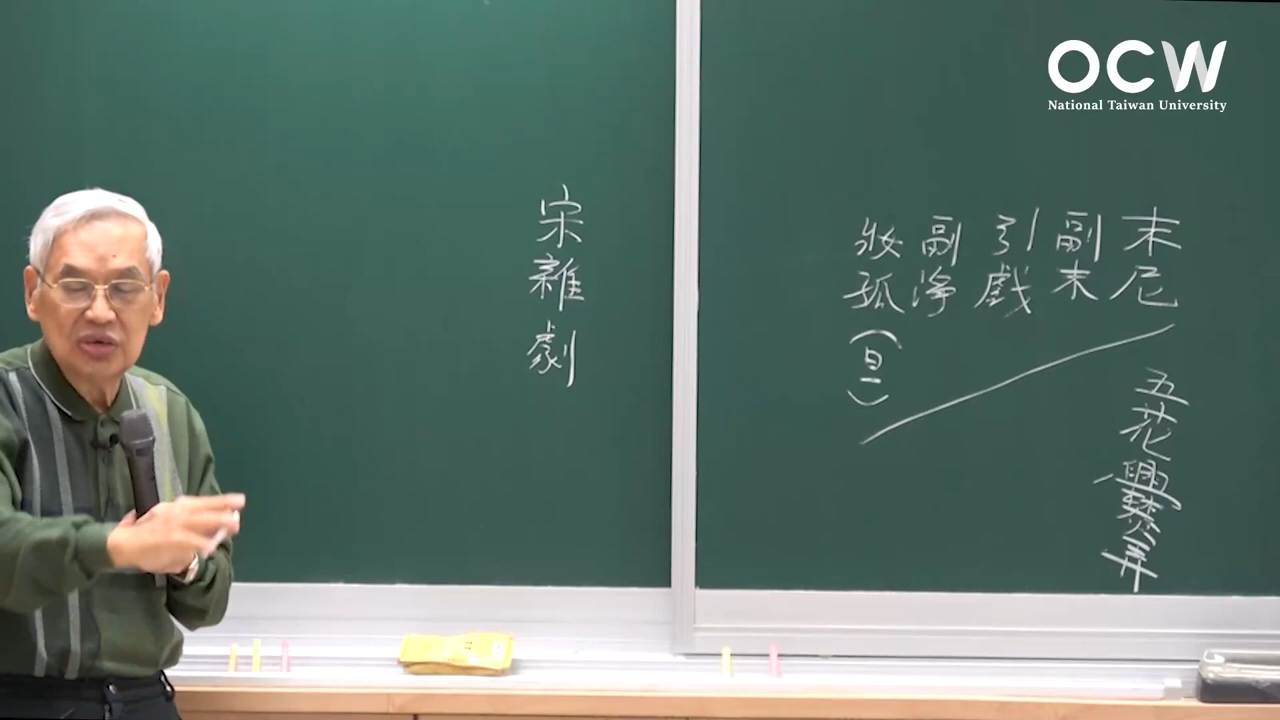 OCW
National Taiwan University
末尼
副末
引戲
副淨
妝孤(旦)
五花爨弄
宋雜劇